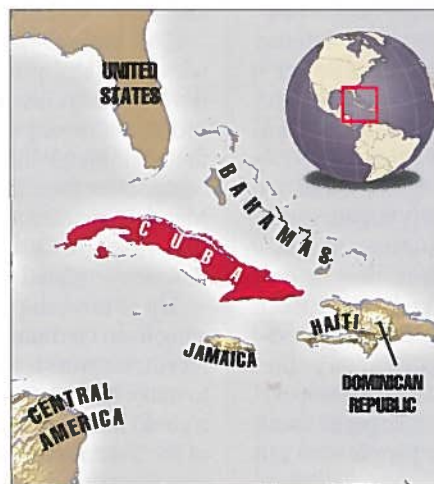 UNITED
STATES
BAHAMAS
CUBA
HAITI
JAMAICA
DOMINICAN
REPUBLIC
CENTRAL
AMERICA